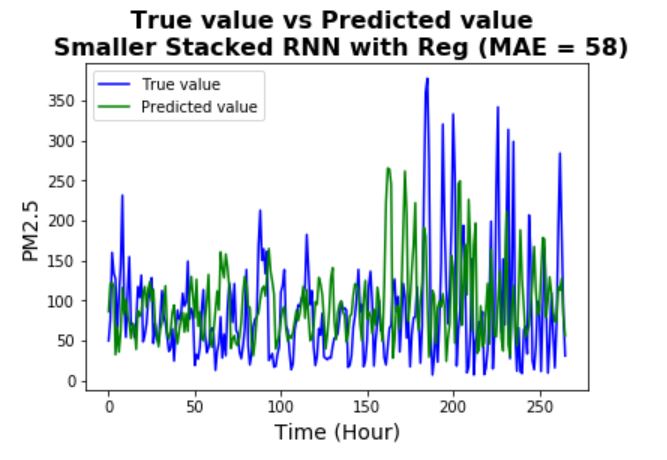 True value vs Predicted value
Smaller Stacked RNN with Reg (MAE = 58)
True value
Predicted value
PM2.5
350
300
250
200
150
100
50
0
0 50 100 150 200 250
Time (Hour)